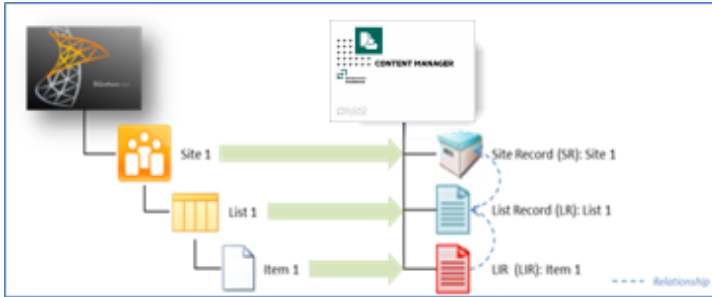 CONTENT MANAGER
Site 1
Site Record (SR): Site 1
List 1
List Record (LR): List 1
Item 1
LIR (LIR): Item 1
Relationship